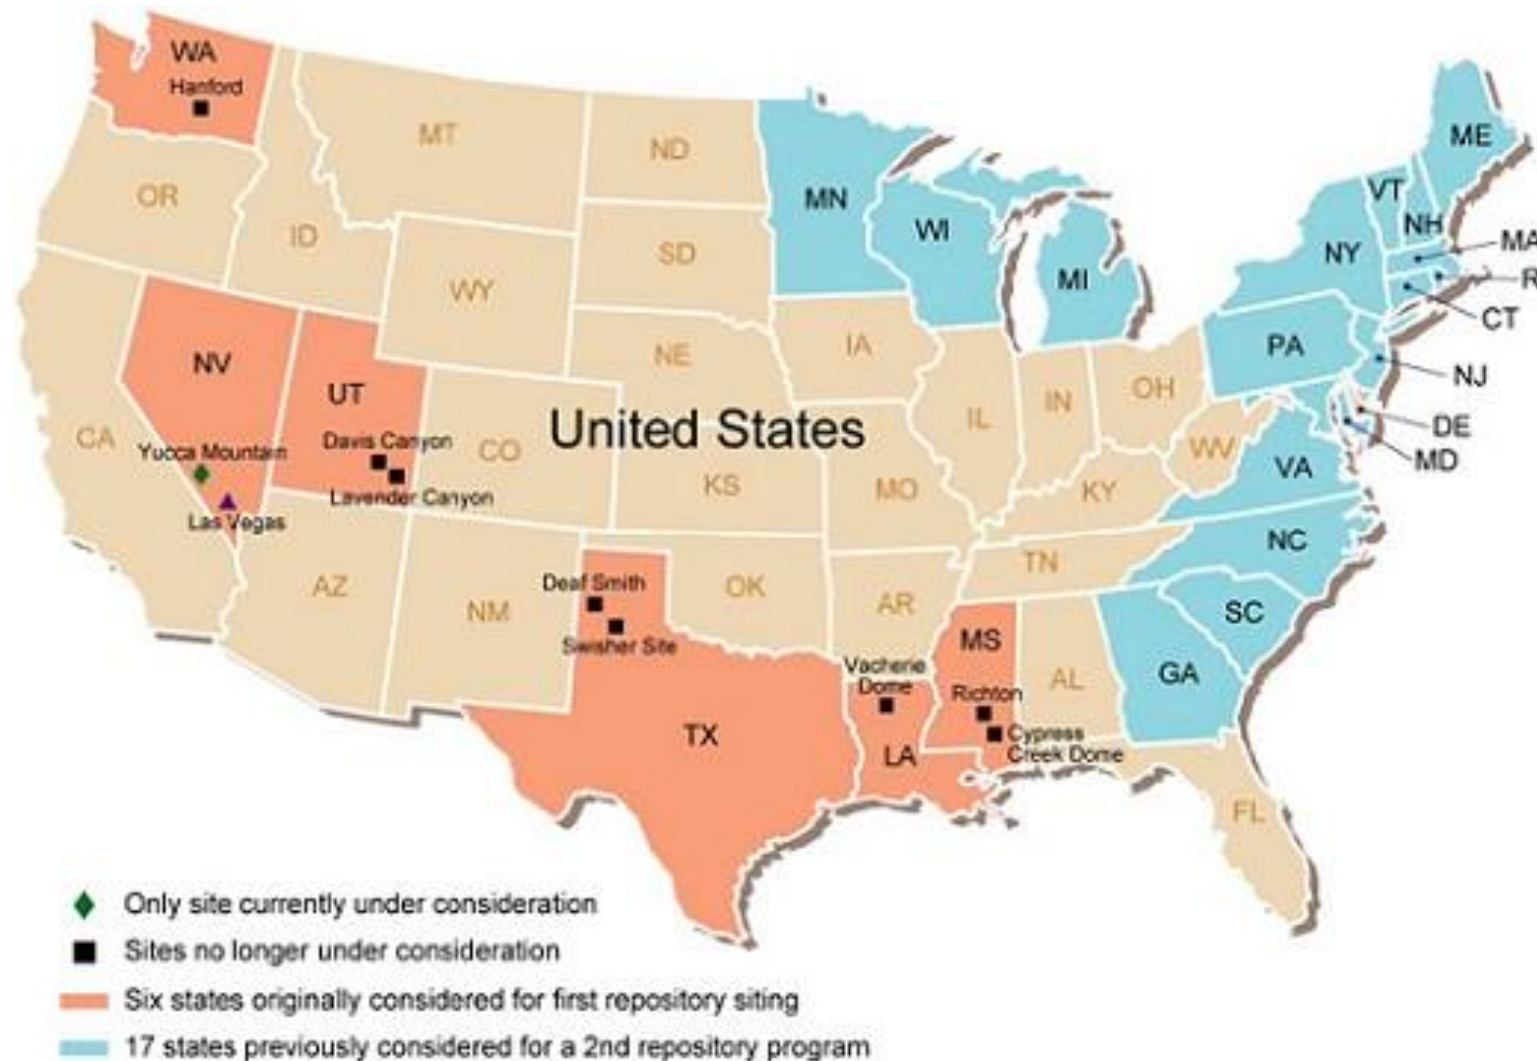 WA
Hanford
MT
ND
OR
ID
SD
WY
MN
WI
MI
ME
VT
NH
NY
MA
R
CT
PA
NJ
DE
MD
NV
UT
IA
NE
IL
IN
OH
WV
VA
CA
Yucca Mountain
Las Vegas
Davis Canyon
Lavender Canyon
CO
United States
KS
MO
KY
NC
TN
AZ
NM
Deaf Smith
Swisher Site
OK
AR
SC
GA
MS
AL
Vacherie
Dome
Richton
Cypress
Creek Dome
TX
LA
FL
Only site currently under consideration
Sites no longer under consideration
Six states originally considered for first repository siting
17 states previously considered for a 2nd repository program